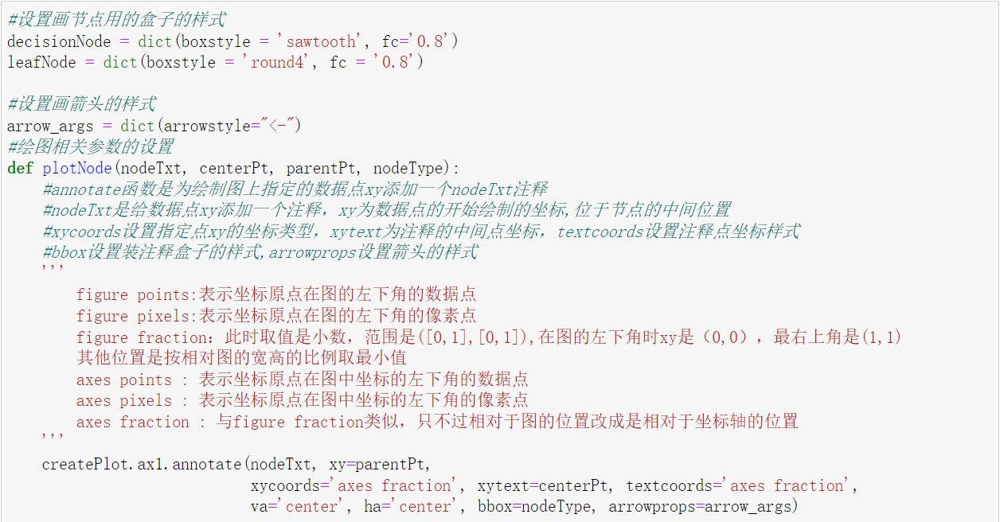 #设置画节点用的盒子的样式
decisionNode = dict(boxstyle = 'sawtooth', fc='0.8')
leafNode = dict(boxstyle = 'round4', fc = '0.8')
#设置画箭头的样式
arrow_args = dict(arrowstyle="<-")
#绘图相关参数的设置
def plotNode(nodeTxt, centerPt, parentPt, nodeType):
    #annotate函数是为绘制图上指定的数据点xy添加一个nodeTxt注释
    #nodeTxt是给数据点xy添加一个注释，xy为数据点的开始绘制的坐标,位于节点的中间位置
    #xycoords设置指定点xy的坐标类型，xytext为注释的中间点坐标，textcoords设置注释点坐标样式
    #bbox设置装注释盒子的样式,arrowprops设置箭头的样式
    '''
        figure points:表示坐标原点在图的左下角的数据点
        figure pixels:表示坐标原点在图的左下角的像素点
        figure fraction：此时取值是小数，范围是([0,1],[0,1]),在图的左下角时xy是（0,0），最右上角是(1,1)
        其他位置是按相对图的宽高的比例取最小值
        axes points : 表示坐标原点在图中坐标的左下角的数据点
        axes pixels : 表示坐标原点在图中坐标的左下角的像素点
        axes fraction : 与figure fraction类似，只不过相对于图的位置改成是相对于坐标轴的位置
    '''
    createPlot.ax1.annotate(nodeTxt, xy=parentPt,
                            xycoords='axes fraction', xytext=centerPt, textcoords='axes fraction',
                            va='center', ha='center', bbox=nodeType, arrowprops=arrow_args)